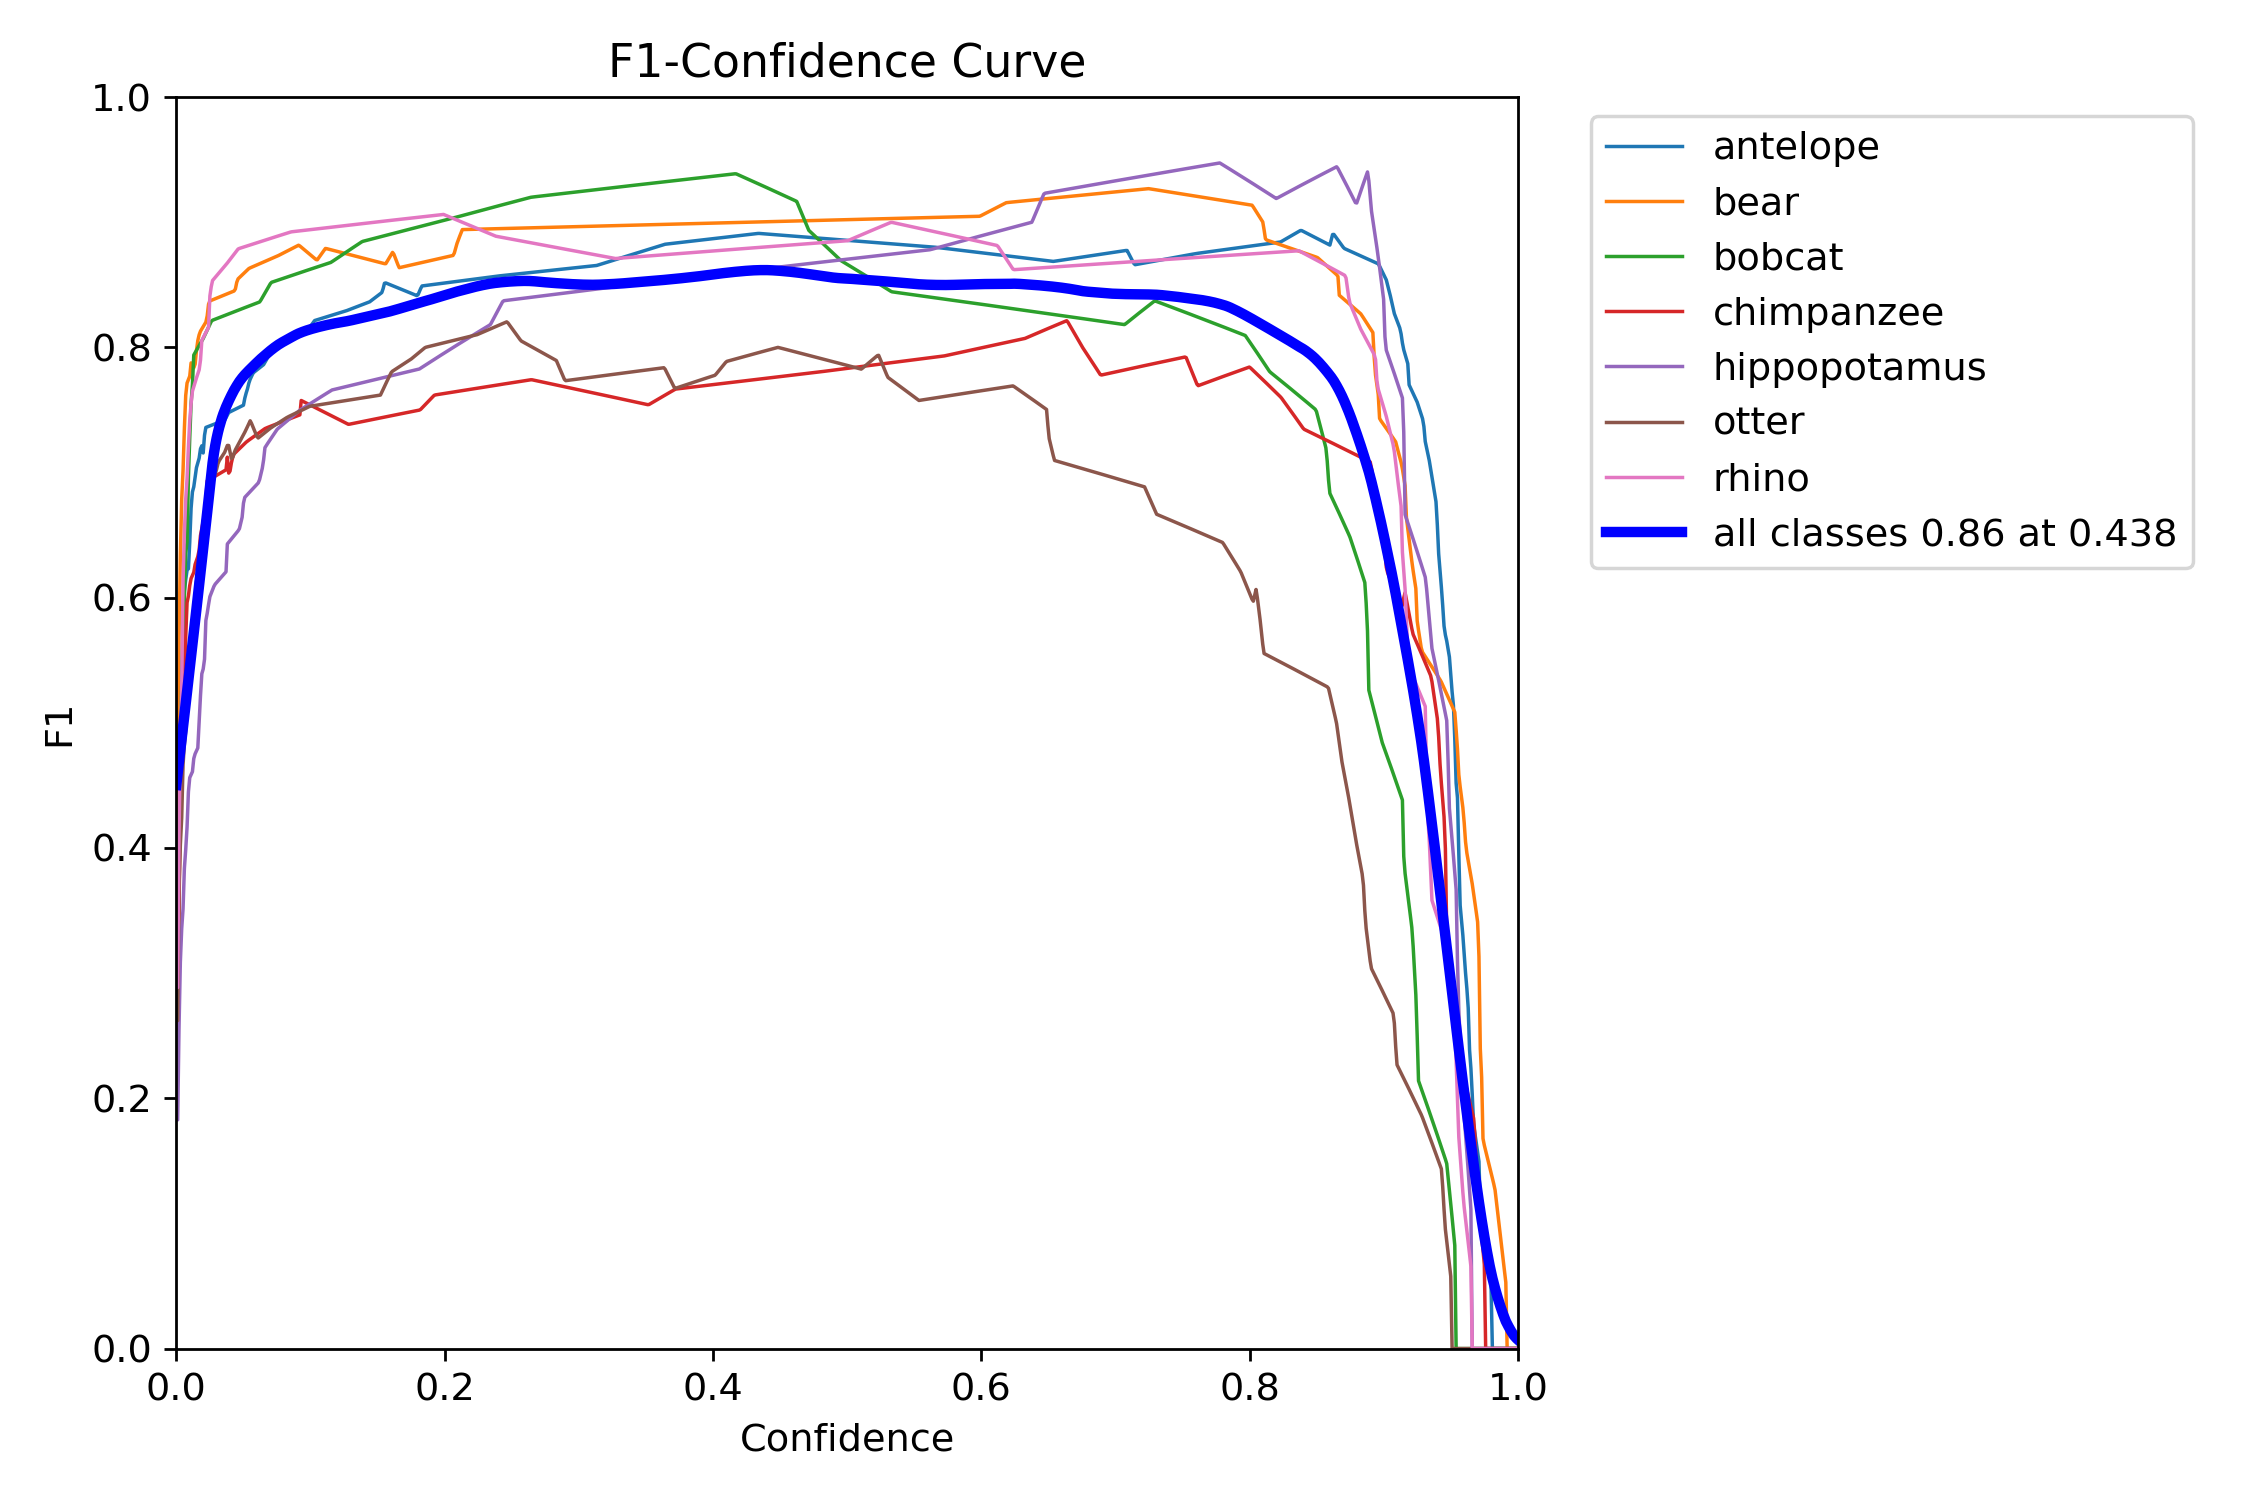 F1-Confidence Curve
1.0
0.8
0.6
0.4
0.2
0.0
F1
0.0 0.2 0.4 0.6 0.8 1.0
Confidence
antelope
bear
bobcat
chimpanzee
hippopotamus
otter
rhino
all classes 0.86 at 0.438